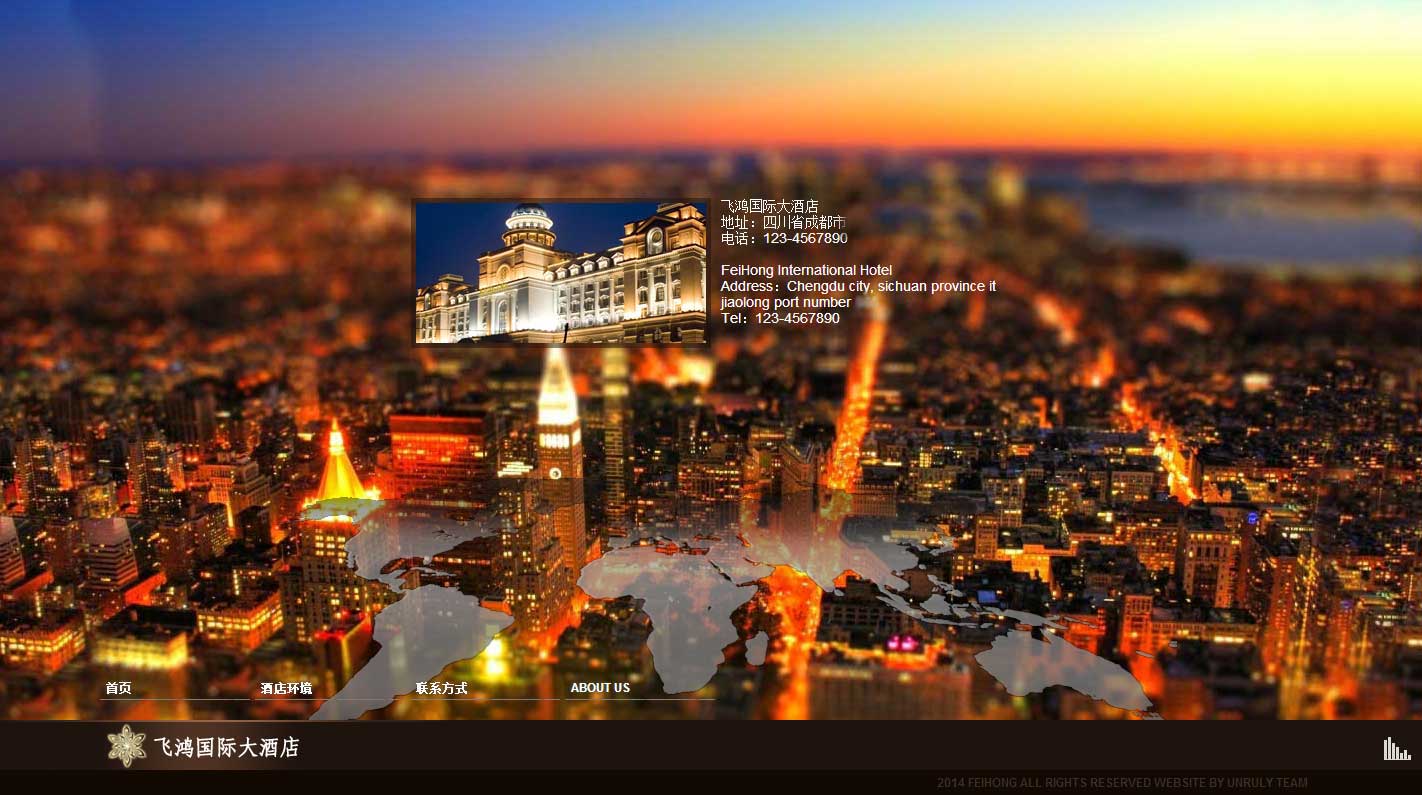 飞鸿国际大酒店
地址：四川省成都市
电话：123-4567890
FeiHong International Hotel
Address：Chengdu city, sichuan province it
jiaolong port number
Tel：123-4567890
首页
酒店环境
联系方式
ABOUT US
飞鸿国际大酒店
2014 FEIHONG ALL RIGHTS RESERVED WEBSITE BY UNRULY TEAM